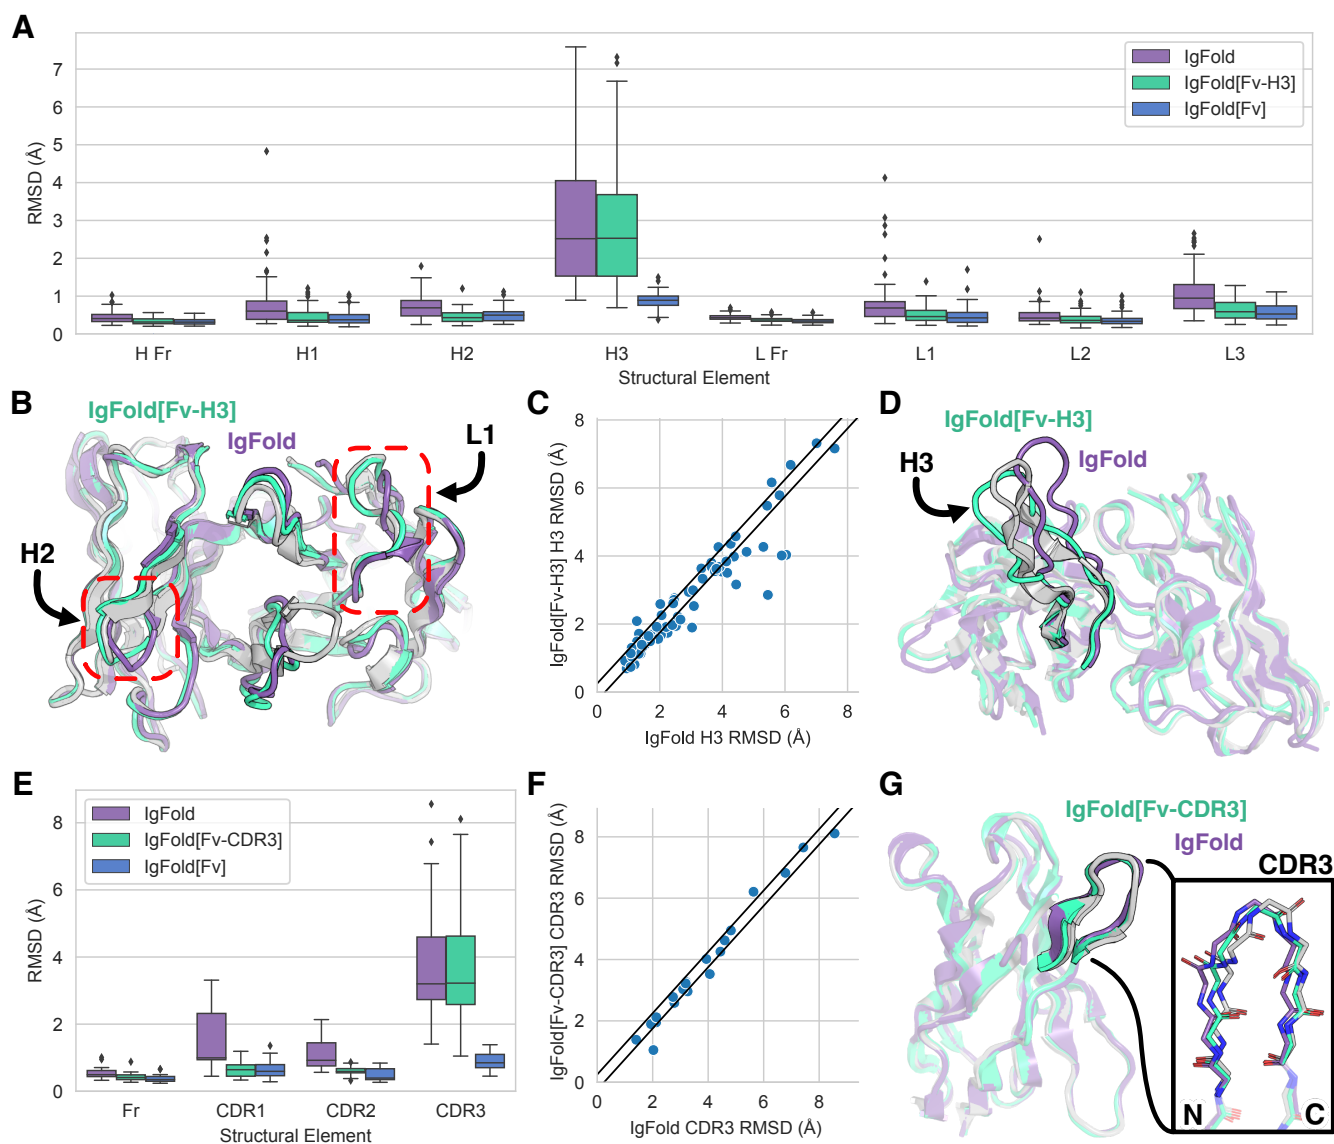 A
7
6
5
4
3
2
1
0
RMSD (Å)
IgFold
IgFold[Fv-H3]
IgFold[Fv]
H Fr
H1
H2
H3
L Fr
L1
L2
L3
Structural Element
B
IgFold[Fv-H3]
IgFold
L1
H2
C
8
6
4
2
0
IgFold[Fv-H3] H3 RMSD (Å)
0
2
4
6
8
IgFold H3 RMSD (Å)
D
IgFold[Fv-H3]
IgFold
H3
E
8
6
4
2
0
RMSD (Å)
IgFold
IgFold[Fv-CDR3]
IgFold[Fv]
Fr
CDR1
CDR2
CDR3
Structural Element
F
8
6
4
2
0
IgFold[Fv-CDR3] CDR3 RMSD (Å)
0
2
4
6
8
IgFold CDR3 RMSD (Å)
G
IgFold[Fv-CDR3]
IgFold
CDR3
N
C